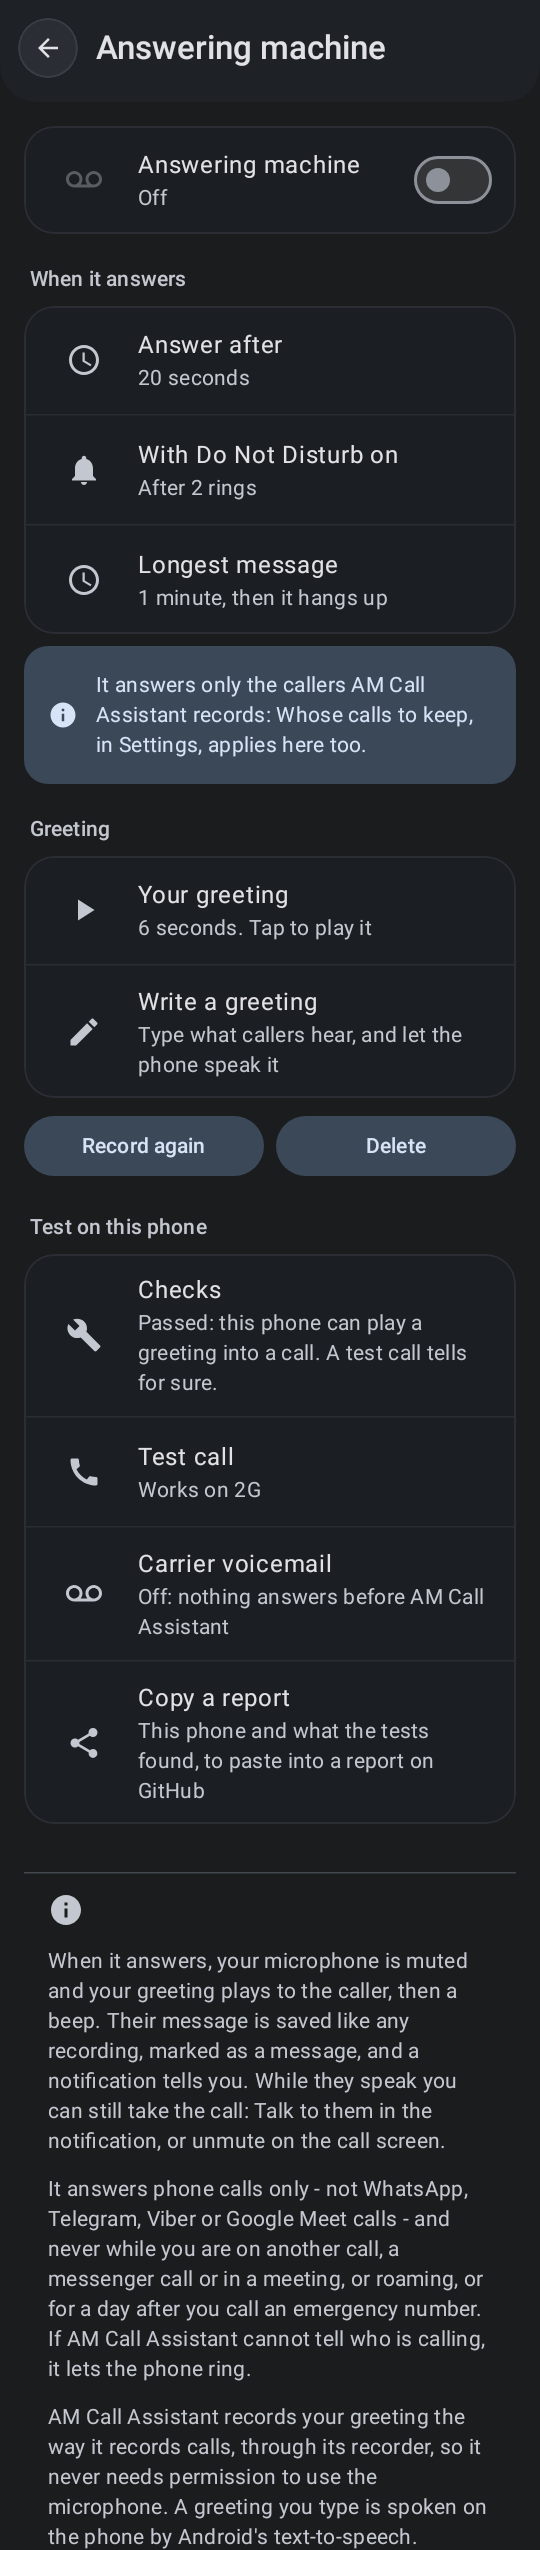 Answering machine
Answering machine
Off
When it answers
Answer after
20 seconds
With Do Not Disturb on
After 2 rings
Longest message
1 minute, then it hangs up
It answers only the callers AM Call
Assistant records: Whose calls to keep,
in Settings, applies here too.
Greeting
Your greeting
6 seconds. Tap to play it
Write a greeting
Type what callers hear, and let the
phone speak it
Record again
Delete
Test on this phone
Checks
Passed: this phone can play a
greeting into a call. A test call tells
for sure.
Test call
Works on 2G
Carrier voicemail
Off: nothing answers before AM Call
Assistant
Copy a report
This phone and what the tests
found, to paste into a report on
GitHub
When it answers, your microphone is muted
and your greeting plays to the caller, then a
beep. Their message is saved like any
recording, marked as a message, and a
notification tells you. While they speak you
can still take the call: Talk to them in the
notification, or unmute on the call screen.
It answers phone calls only - not WhatsApp,
Telegram, Viber or Google Meet calls - and
never while you are on another call, a
messenger call or in a meeting, or roaming, or
for a day after you call an emergency number.
If AM Call Assistant cannot tell who is calling,
it lets the phone ring.
AM Call Assistant records your greeting the
way it records calls, through its recorder, so it
never needs permission to use the
microphone. A greeting you type is spoken on
the phone by Android's text-to-speech.